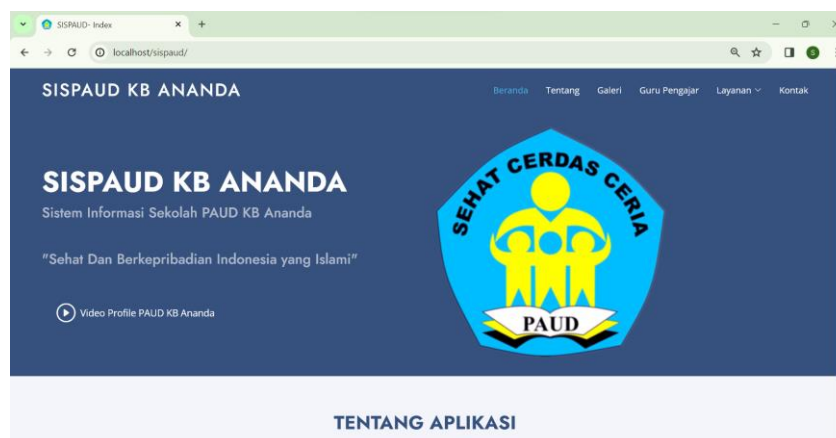 SISPAUD- Index
localhost/sispaud/
S
SISPAUD KB ANANDA
Beranda Tentang Galeri Guru Pengajar Layanan Kontak
SISPAUD KB ANANDA
Sistem Informasi Sekolah PAUD KB Ananda
"Sehat Dan Berkepribadian Indonesia yang Islami"
Video Profile PAUD KB Ananda
SEHAT CERDAS CERIA
PAUD
TENTANG APLIKASI